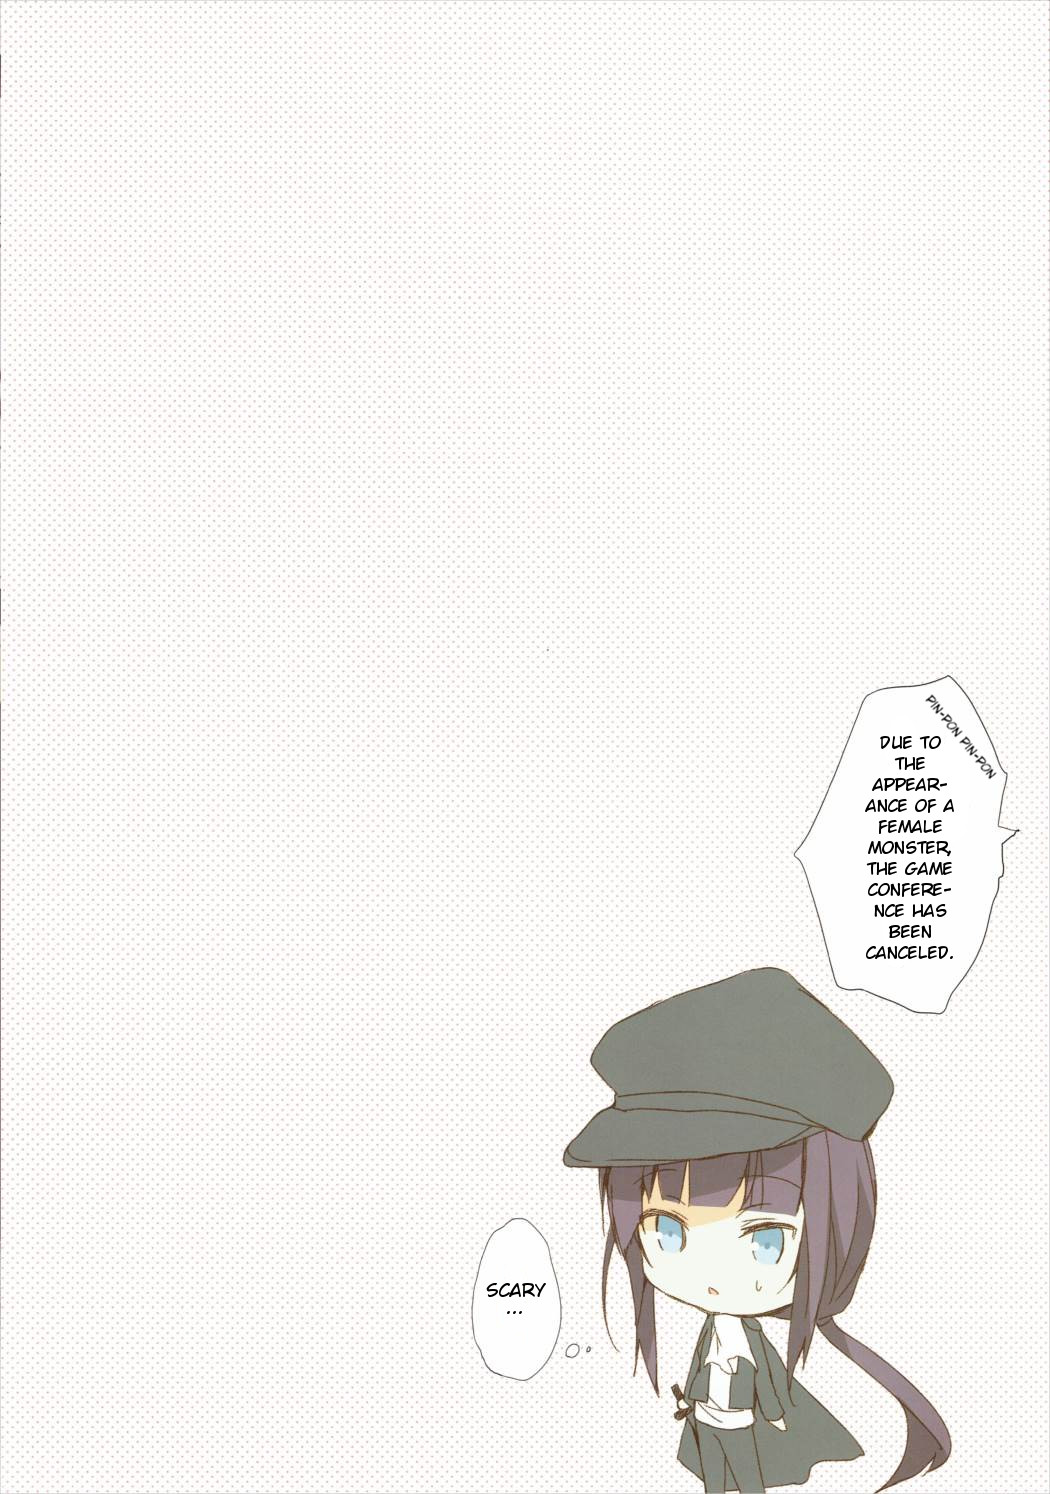 PIN-PON PIN-PON
DUE TO
THE
APPEAR-
ANCE OF A
FEMALE
MONSTER,
THE GAME
CONFERE-
NCE HAS
BEEN
CANCELED.
SCARY
...